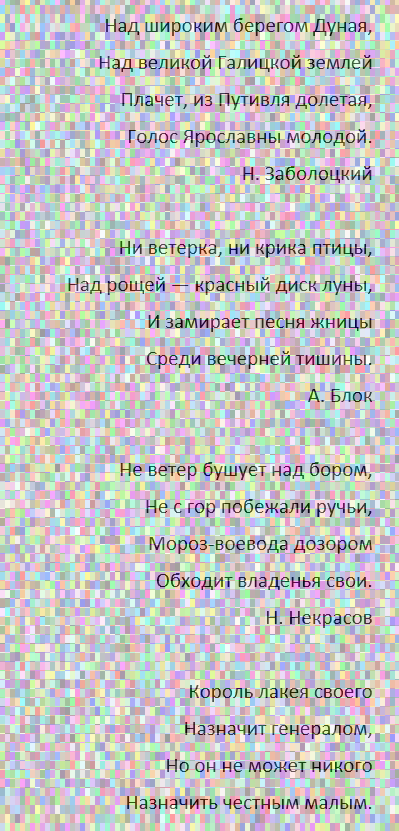 Над широким берегом Дуная,
Над великой Галицкой землей
Плачет, из Путивля долетая,
Голос Ярославны молодой.
Н. Заболоцкий
Ни ветерка, ни крика птицы,
Над рощей — красный диск луны,
И замирает песня жницы
Среди вечерней тишины.
А. Блок
Не ветер бушует над бором,
Не с гор побежали ручьи,
Мороз-воевода дозором
Обходит владенья свои.
Н. Некрасов
Король лакея своего
Назначит генералом,
Но он не может никого
Назначить честным малым.